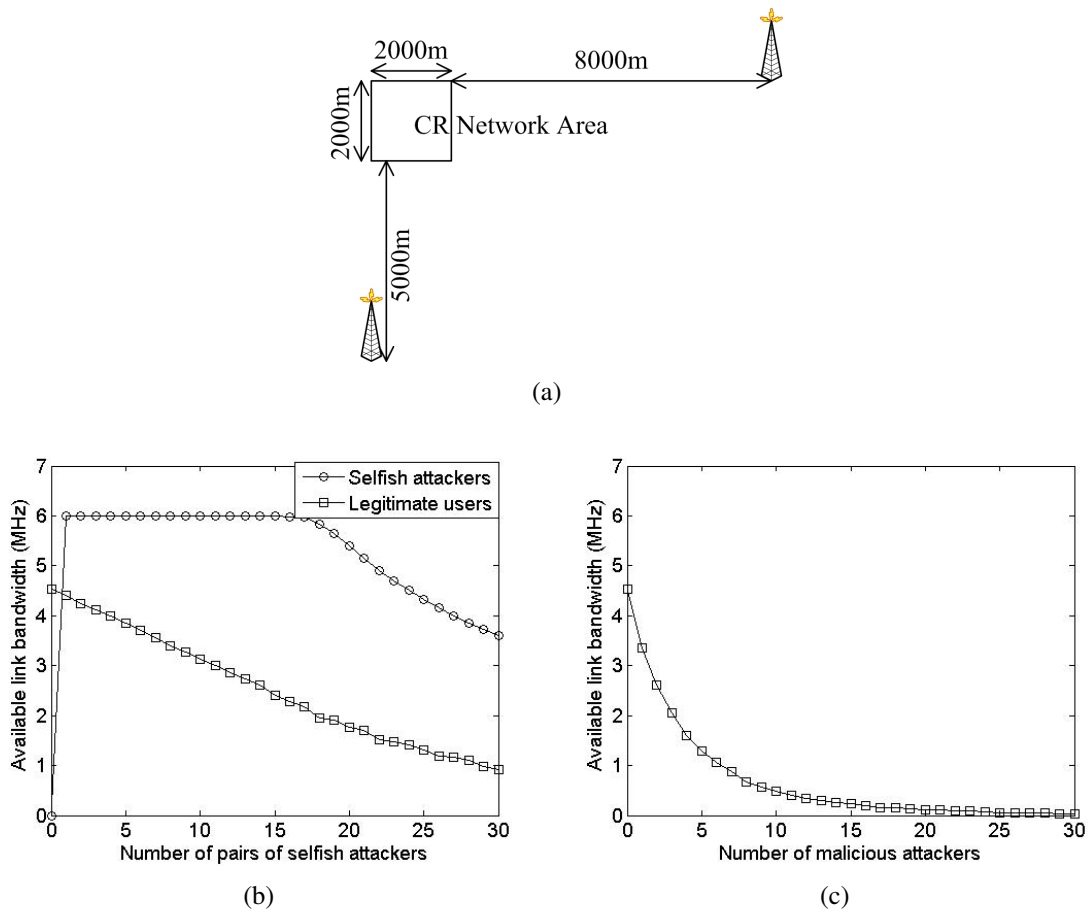 2000m
8000m
2000m
CR Network Area
5000m
(a)
7
6
5
4
3
2
1
0
Available link bandwidth (MHz)
Selfish attackers
Legitimate users
0 5 10 15 20 25 30
Number of pairs of selfish attackers
(b)
7
6
5
4
3
2
1
0
Available link bandwidth (MHz)
0 5 10 15 20 25 30
Number of malicious attackers
(c)